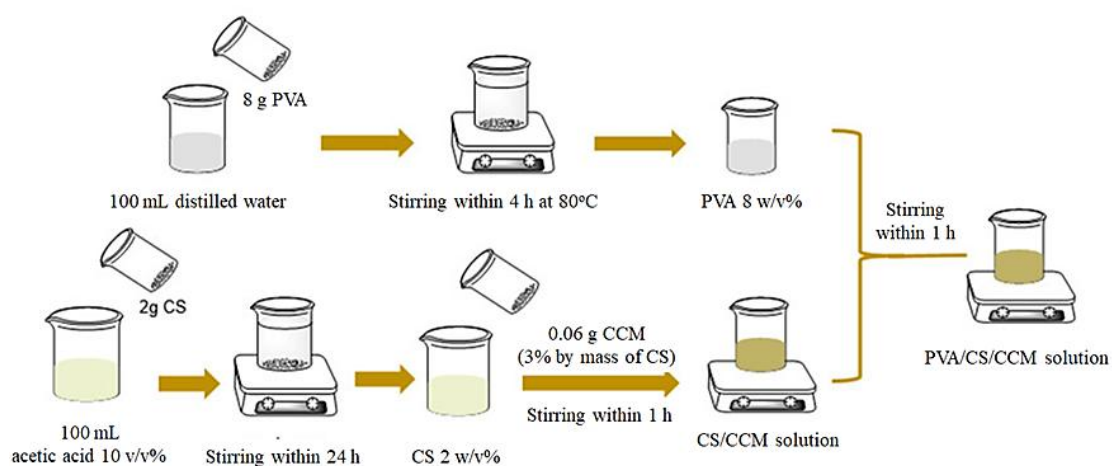 8 g PVA
100 mL distilled water
Stirring within 4 h at 80°C
PVA 8 w/v%
Stirring
within 1 h
2g CS
0.06 g CCM
(3% by mass of CS)
Stirring within 1 h
PVA/CS/CCM solution
100 mL
acetic acid 10 v/v%
Stirring within 24 h
CS 2 w/v%
CS/CCM solution